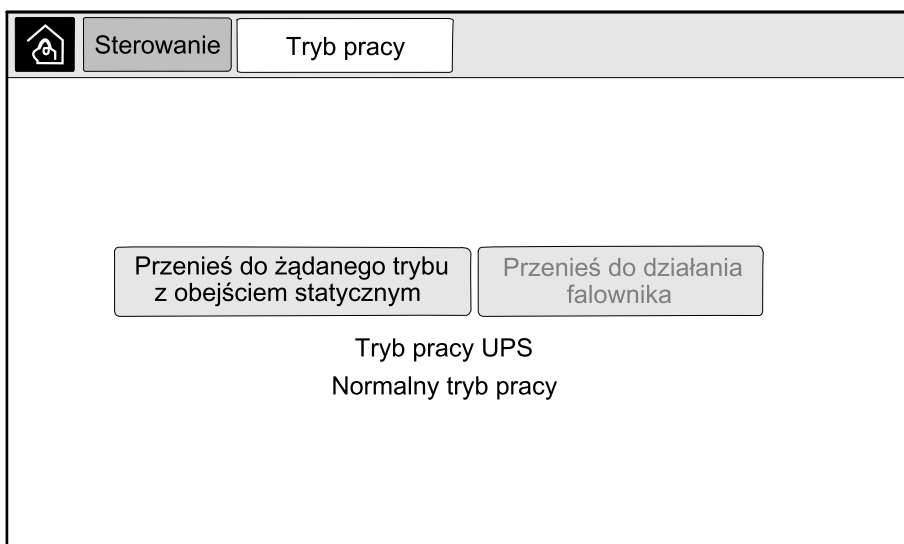 Sterowanie
Tryb pracy
Przenieś do żądanego trybu
z obejściem statycznym
Przenieś do działania
falownika
Tryb pracy UPS
Normalny tryb pracy